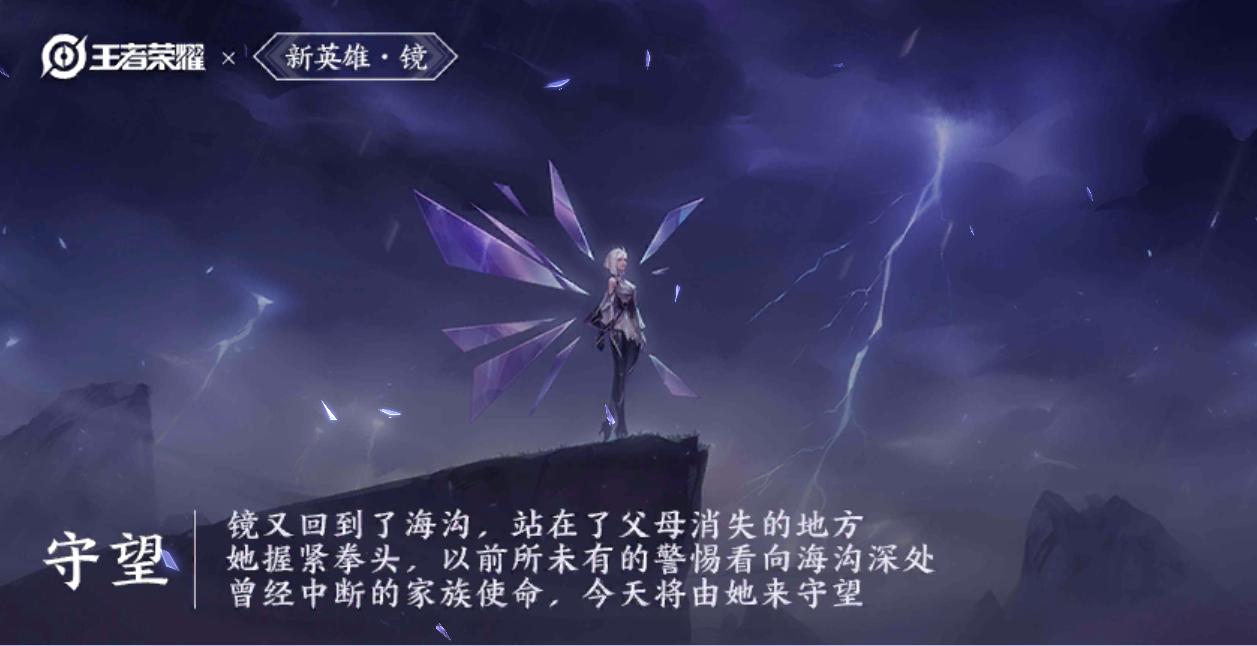 王者荣耀 × 新英雄·镜
守望
镜又回到了海沟，站在了父母消失的地方
她握紧拳头，以前所未有的警惕看向海沟深处
曾经中断的家族使命，今天将由她来守望